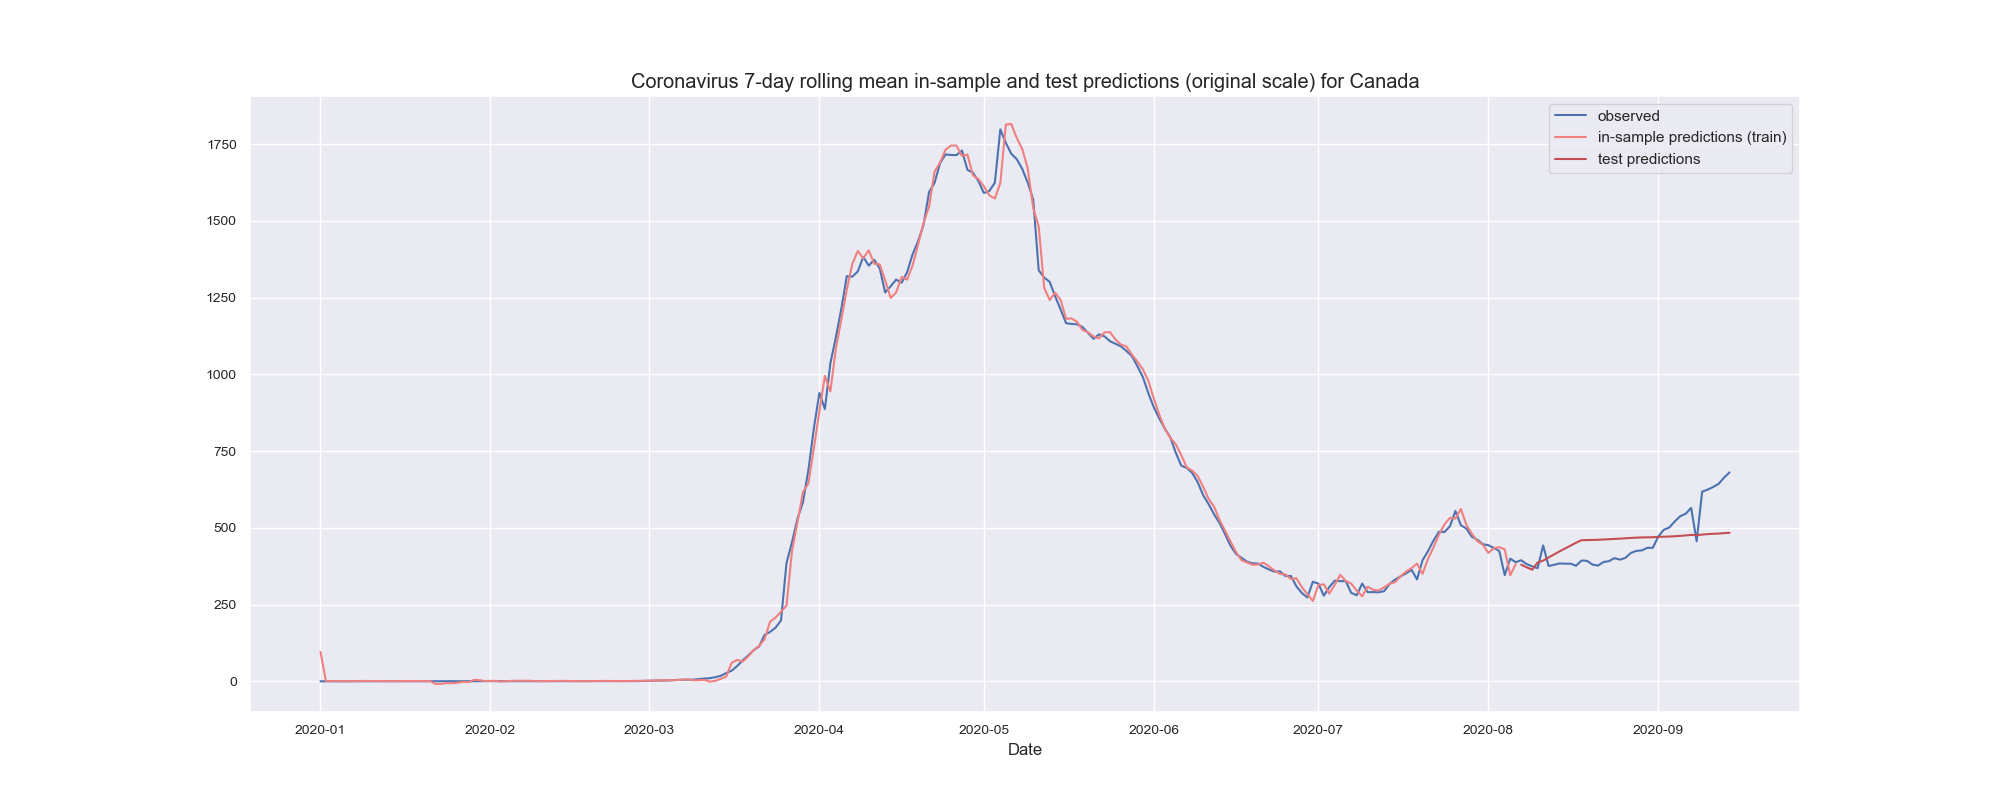 Coronavirus 7-day rolling mean in-sample and test predictions (original scale) for Canada
observed
in-sample predictions (train)
test predictions
1750
1500
1250
1000
750
500
250
0
2020-01 2020-02 2020-03 2020-04 2020-05 2020-06 2020-07 2020-08 2020-09
Date